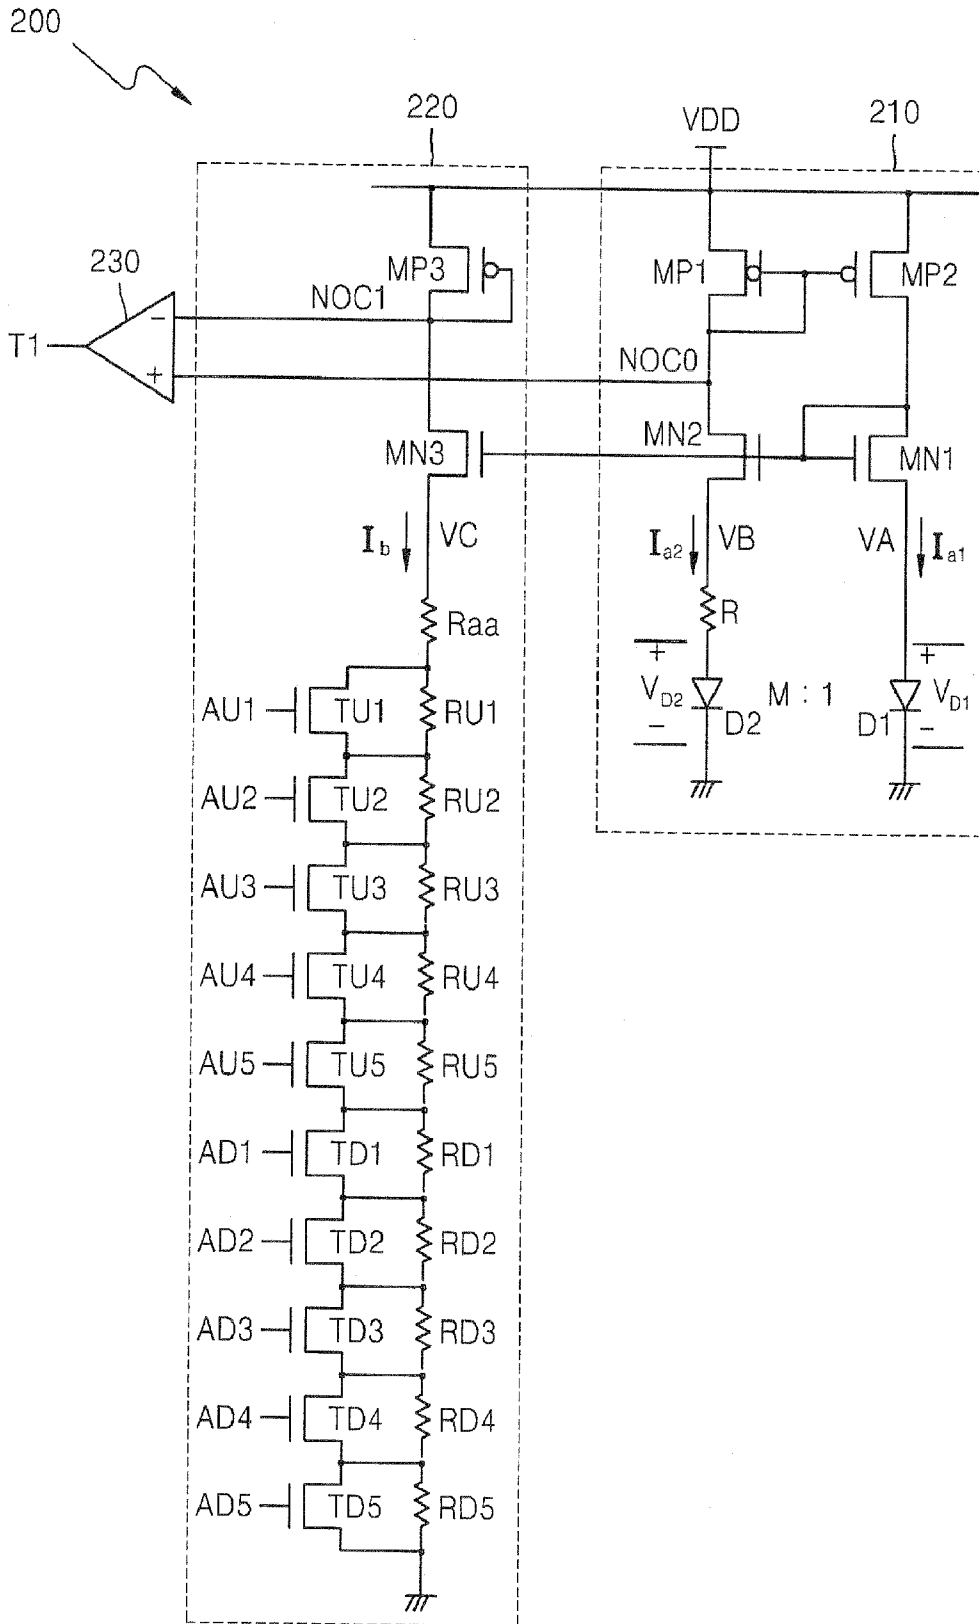 200
220
VDD
210
230
MP3
MP1
MP2
NOC1
T1
−
+
NOC0
MN3
MN2
MN1
Ib
VC
Ia2
VB
VA
Ia1
Raa
R
+
VD2
−
D2
M : 1
D1
+
VD1
−
AU1
TU1
RU1
AU2
TU2
RU2
AU3
TU3
RU3
AU4
TU4
RU4
AU5
TU5
RU5
AD1
TD1
RD1
AD2
TD2
RD2
AD3
TD3
RD3
AD4
TD4
RD4
AD5
TD5
RD5